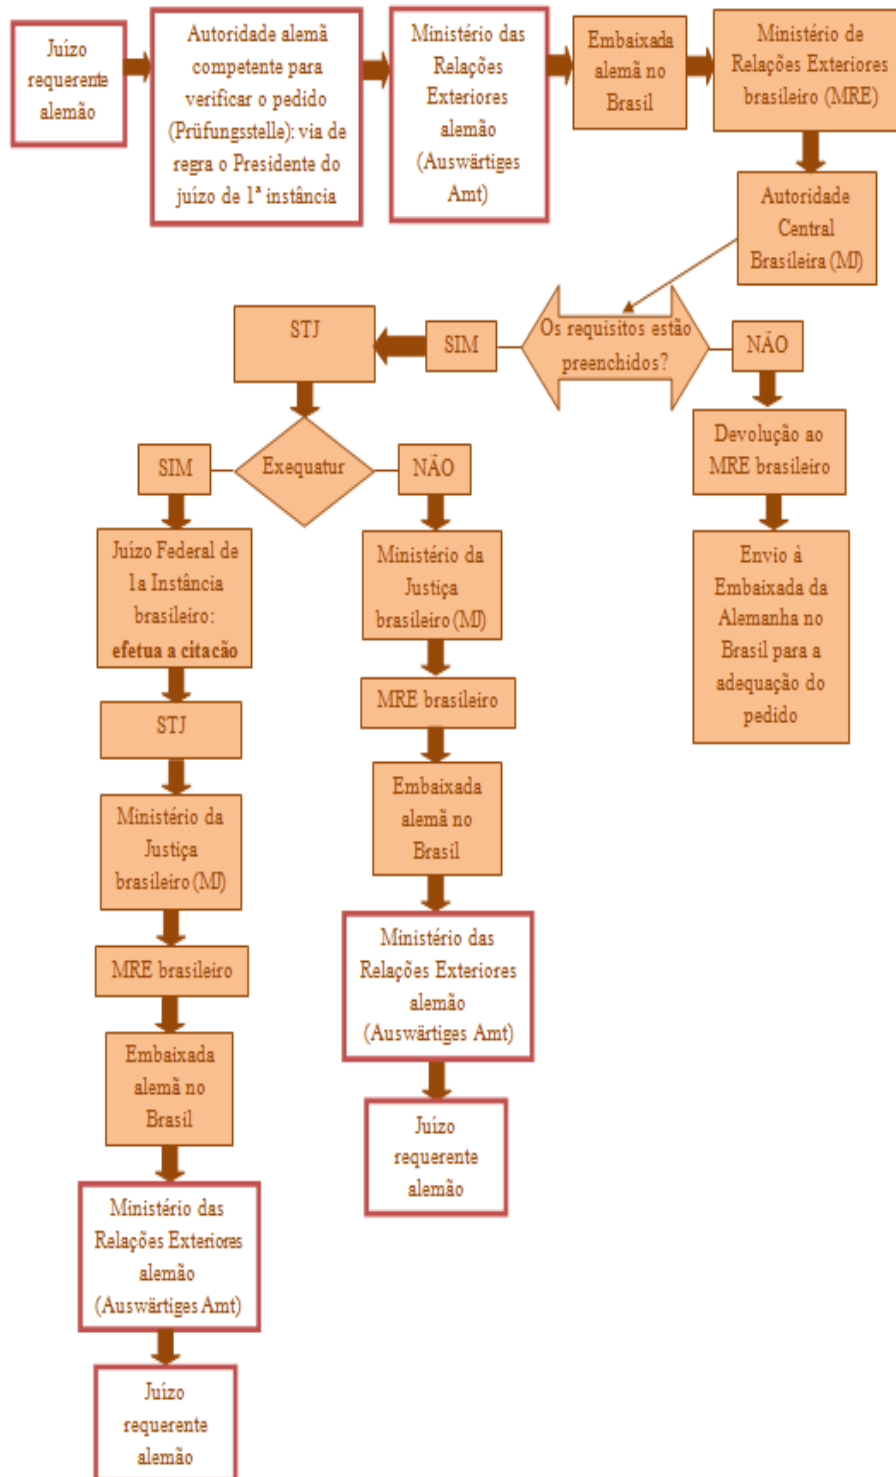 Juízo
requerente
alemão
Autoridade alemã
competente para
verificar o pedido
(Prüfungsstelle): via de
regra o Presidente do
juízo de 1ª instância
Ministério das
Relações
Exteriores
alemão
(Auswärtiges
Amt)
Embaixada
alemã no
Brasil
Ministério de
Relações Exteriores
brasileiro (MRE)
Autoridade
Central
Brasileira (MJ)
Os requisitos estão
preenchidos?
SIM
NÃO
STJ
Devolução ao
MRE brasileiro
Envio à
Embaixada da
Alemanha no
Brasil para a
adequação do
pedido
Exequatur
SIM
NÃO
Juízo Federal de
1a Instância
brasileiro:
efetua a citação
STJ
Ministério da
Justiça
brasileiro (MJ)
MRE brasileiro
Embaixada
alemã no
Brasil
Ministério das
Relações Exteriores
alemão
(Auswärtiges Amt)
Juízo
requerente
alemão
Ministério da
Justiça
brasileiro (MJ)
MRE brasileiro
Embaixada
alemã no
Brasil
Ministério das
Relações Exteriores
alemão
(Auswärtiges Amt)
Juízo
requerente
alemão